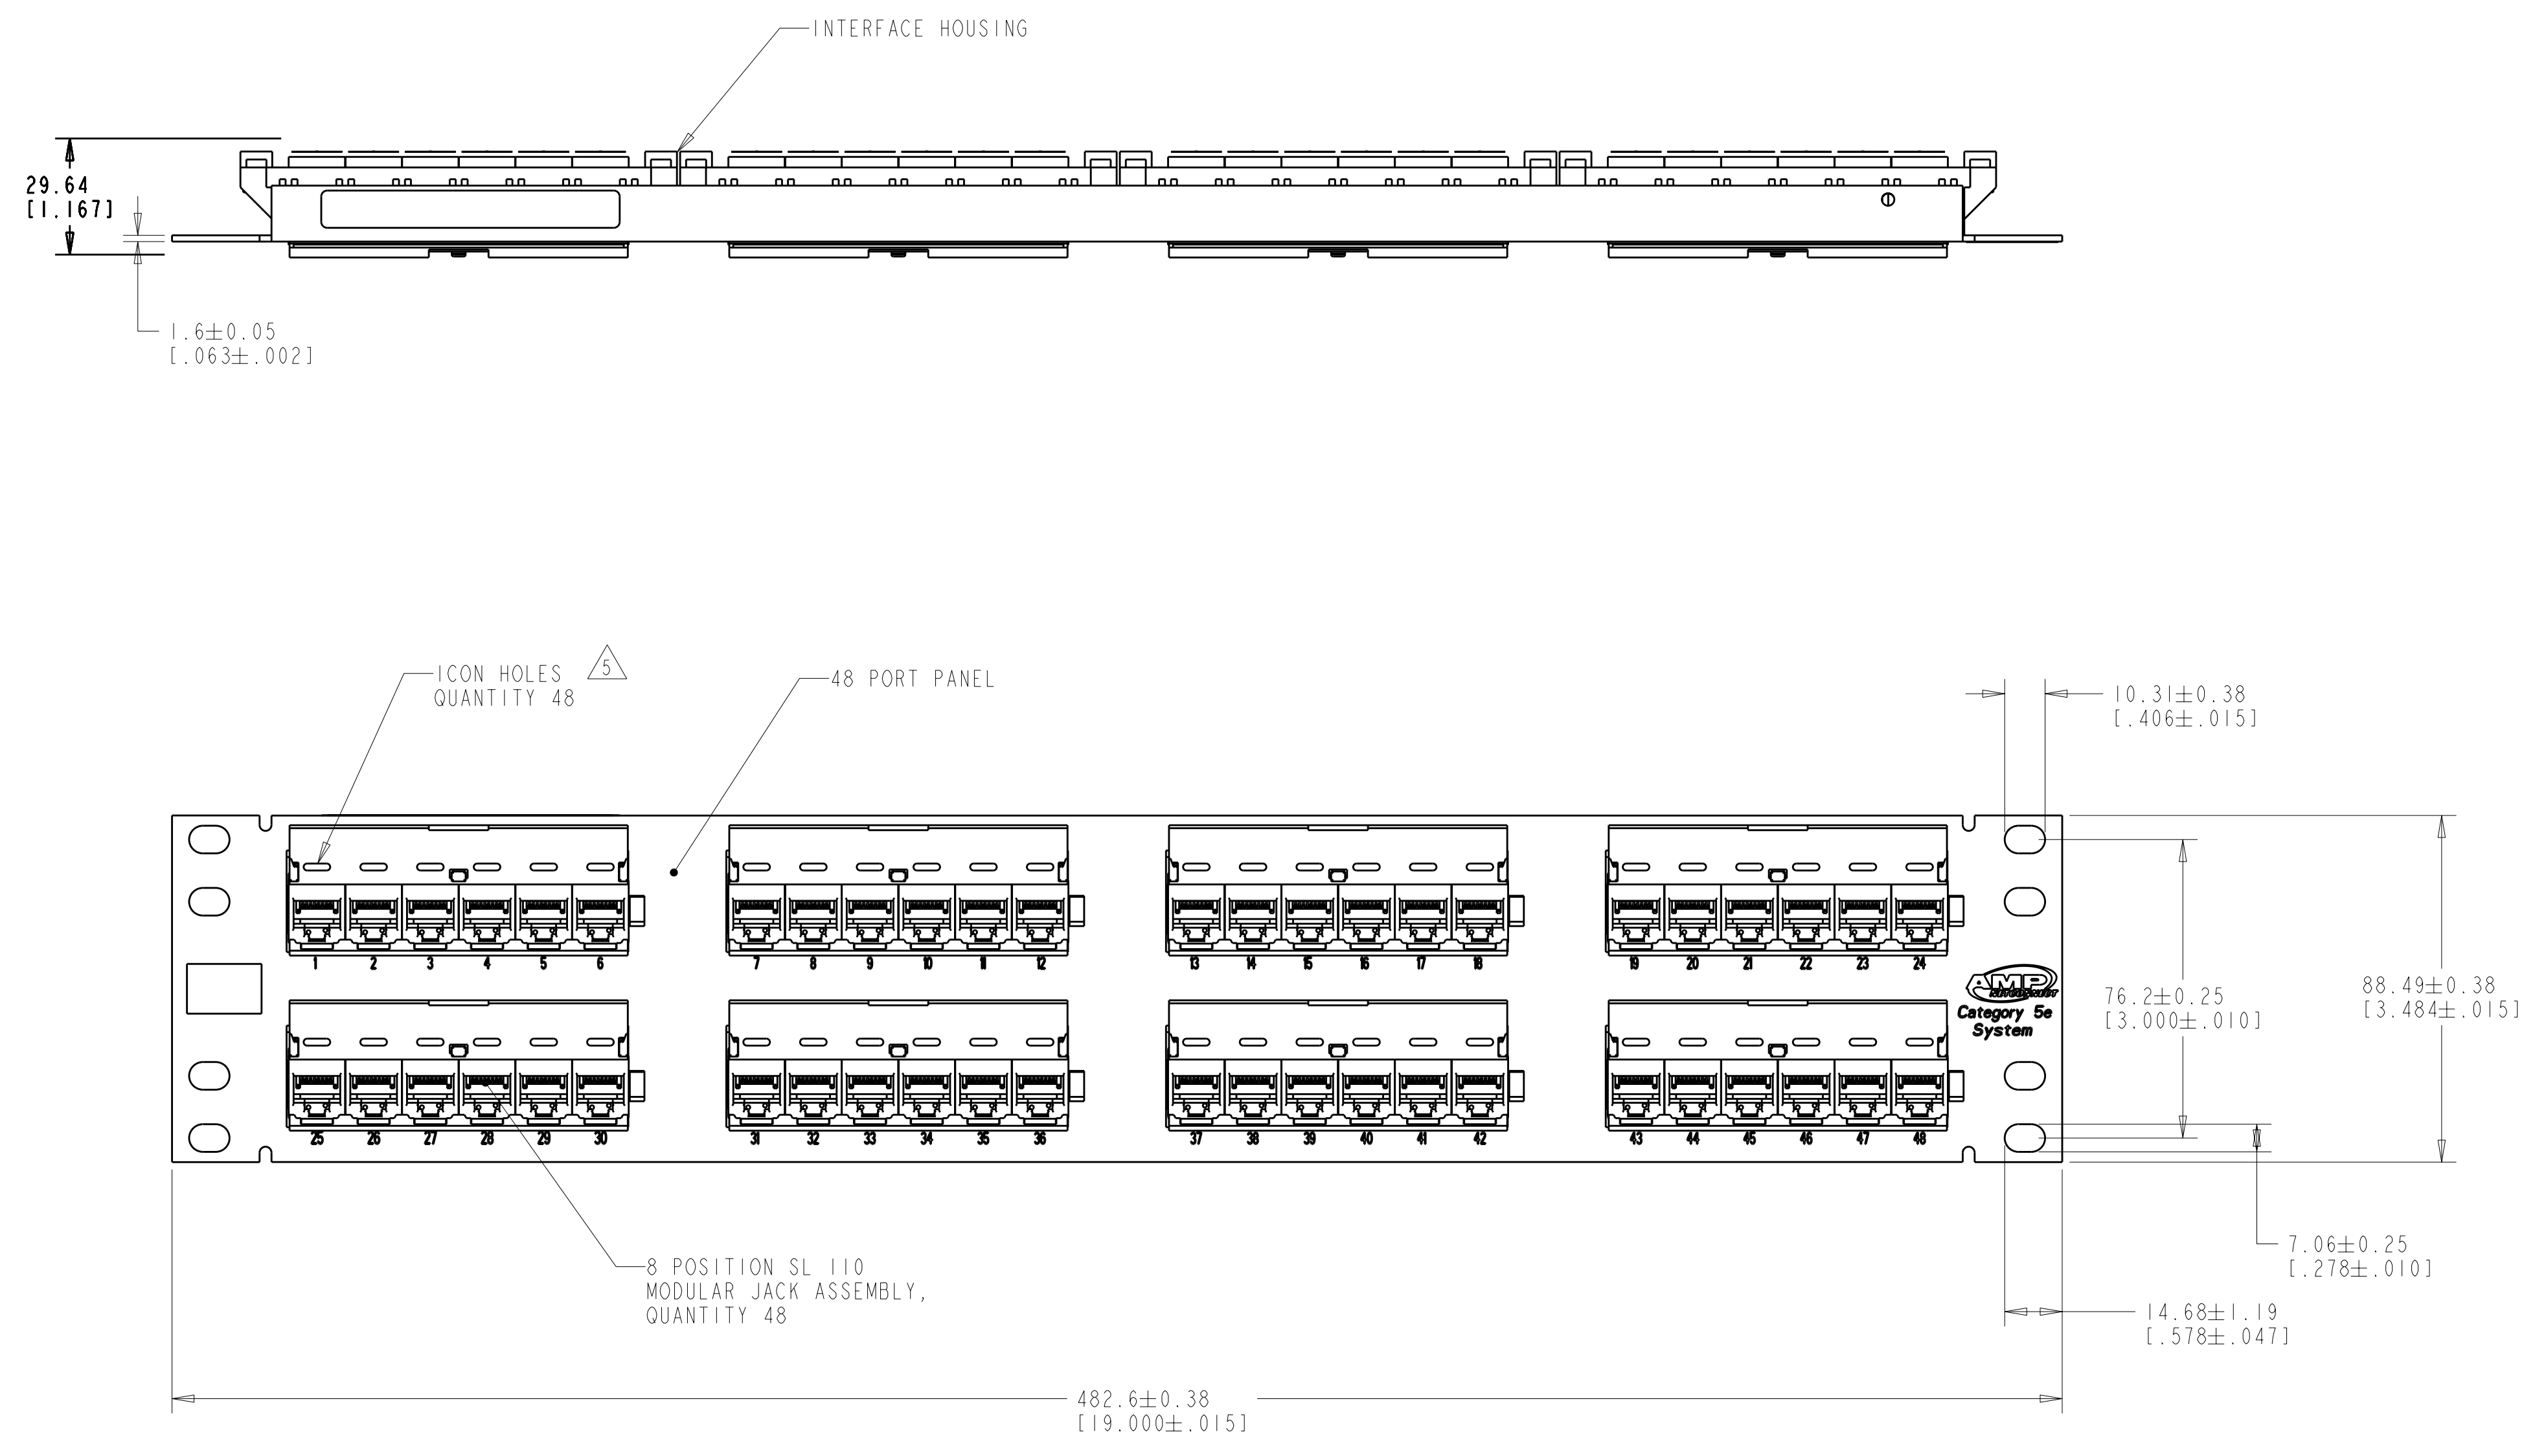 INTERFACE HOUSING
29.64
[1.167]
1.6±0.05
[.063±.002]
ICON HOLES
QUANTITY 48
5
48 PORT PANEL
10.31±0.38
[.406±.015]
1 2 3 4 5 6 7 8 9 10 11 12 13 14 15 16 17 18 19 20 21 22 23 24
AMP
NETCONNECT
Category 5e
System
76.2±0.25
[3.000±.010]
88.49±0.38
[3.484±.015]
25 26 27 28 29 30 31 32 33 34 35 36 37 38 39 40 41 42 43 44 45 46 47 48
8 POSITION SL 110
MODULAR JACK ASSEMBLY,
QUANTITY 48
7.06±0.25
[.278±.010]
14.68±1.19
[.578±.047]
482.6±0.38
[19.000±.015]